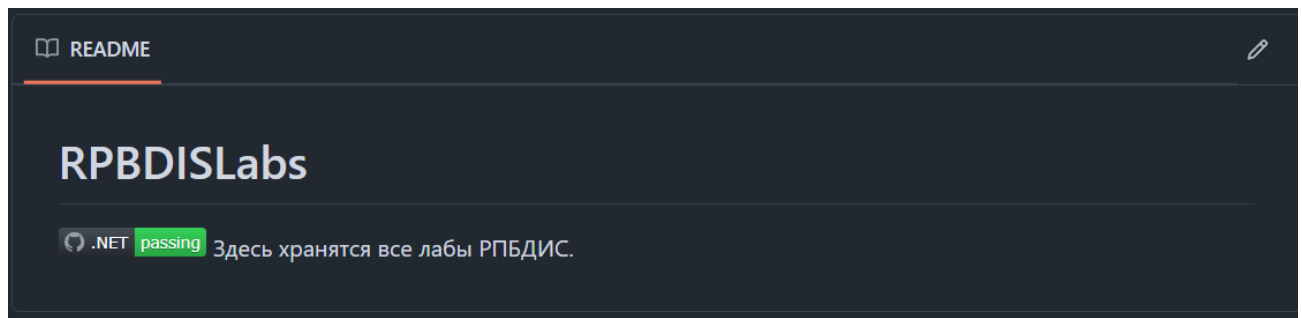 README
RPBDISLabs
.NET passing Здесь хранятся все лабы РПБДИС.